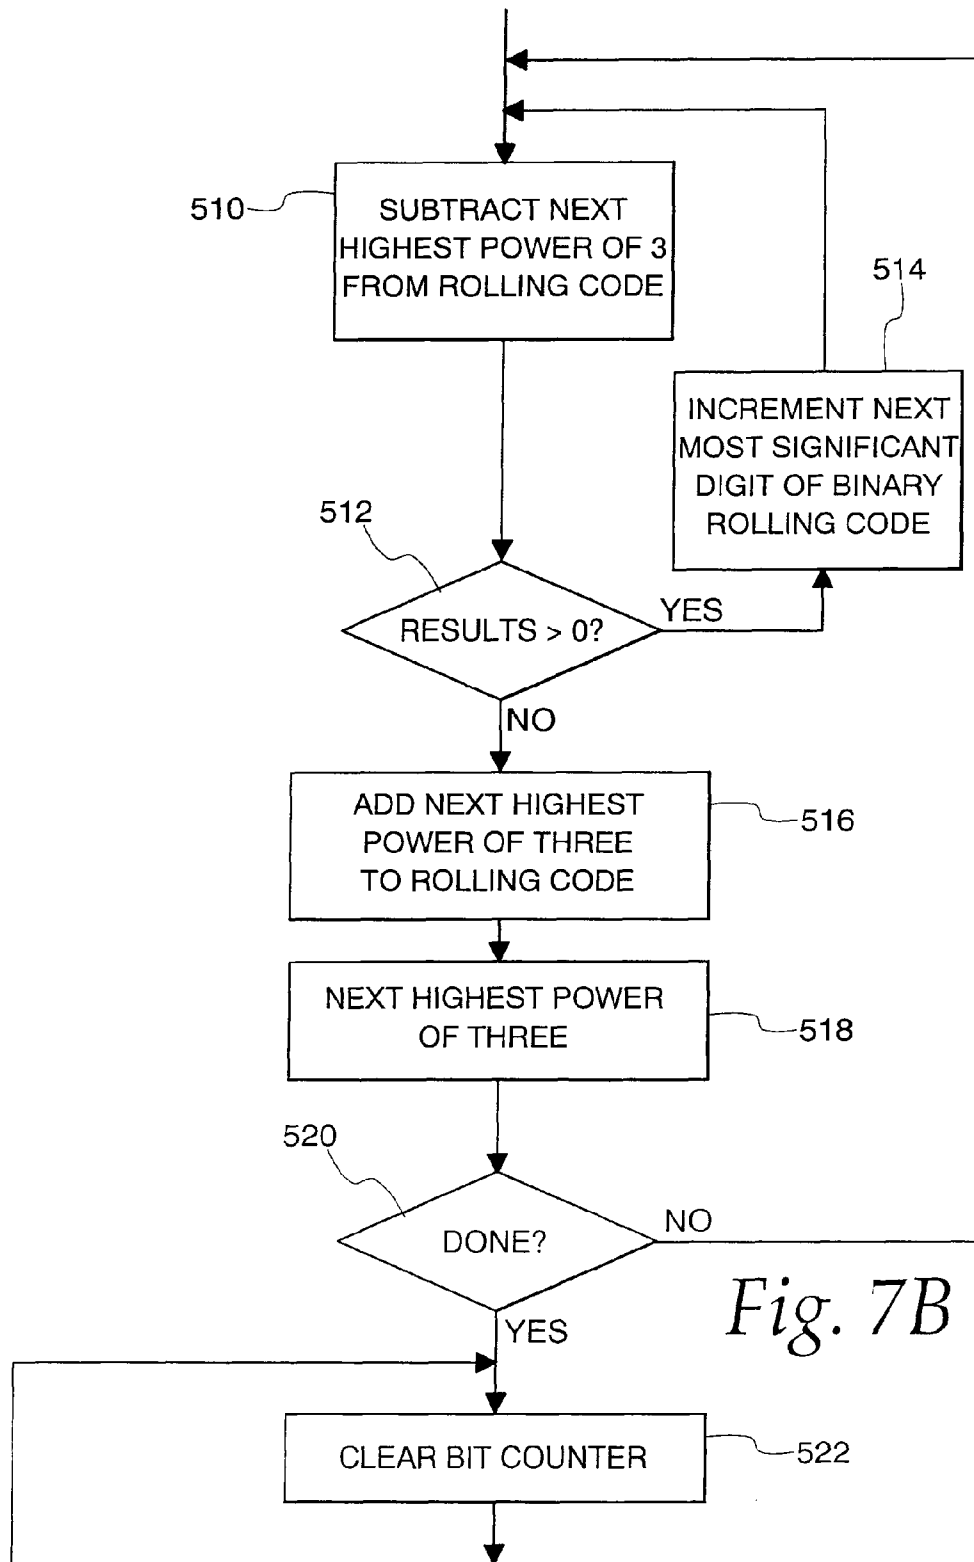 510
SUBTRACT NEXT
HIGHEST POWER OF 3
FROM ROLLING CODE
514
INCREMENT NEXT
MOST SIGNIFICANT
DIGIT OF BINARY
ROLLING CODE
512
RESULTS > 0?
YES
NO
ADD NEXT HIGHEST
POWER OF THREE
TO ROLLING CODE
516
NEXT HIGHEST POWER
OF THREE
518
520
DONE?
NO
Fig. 7B
YES
CLEAR BIT COUNTER
522